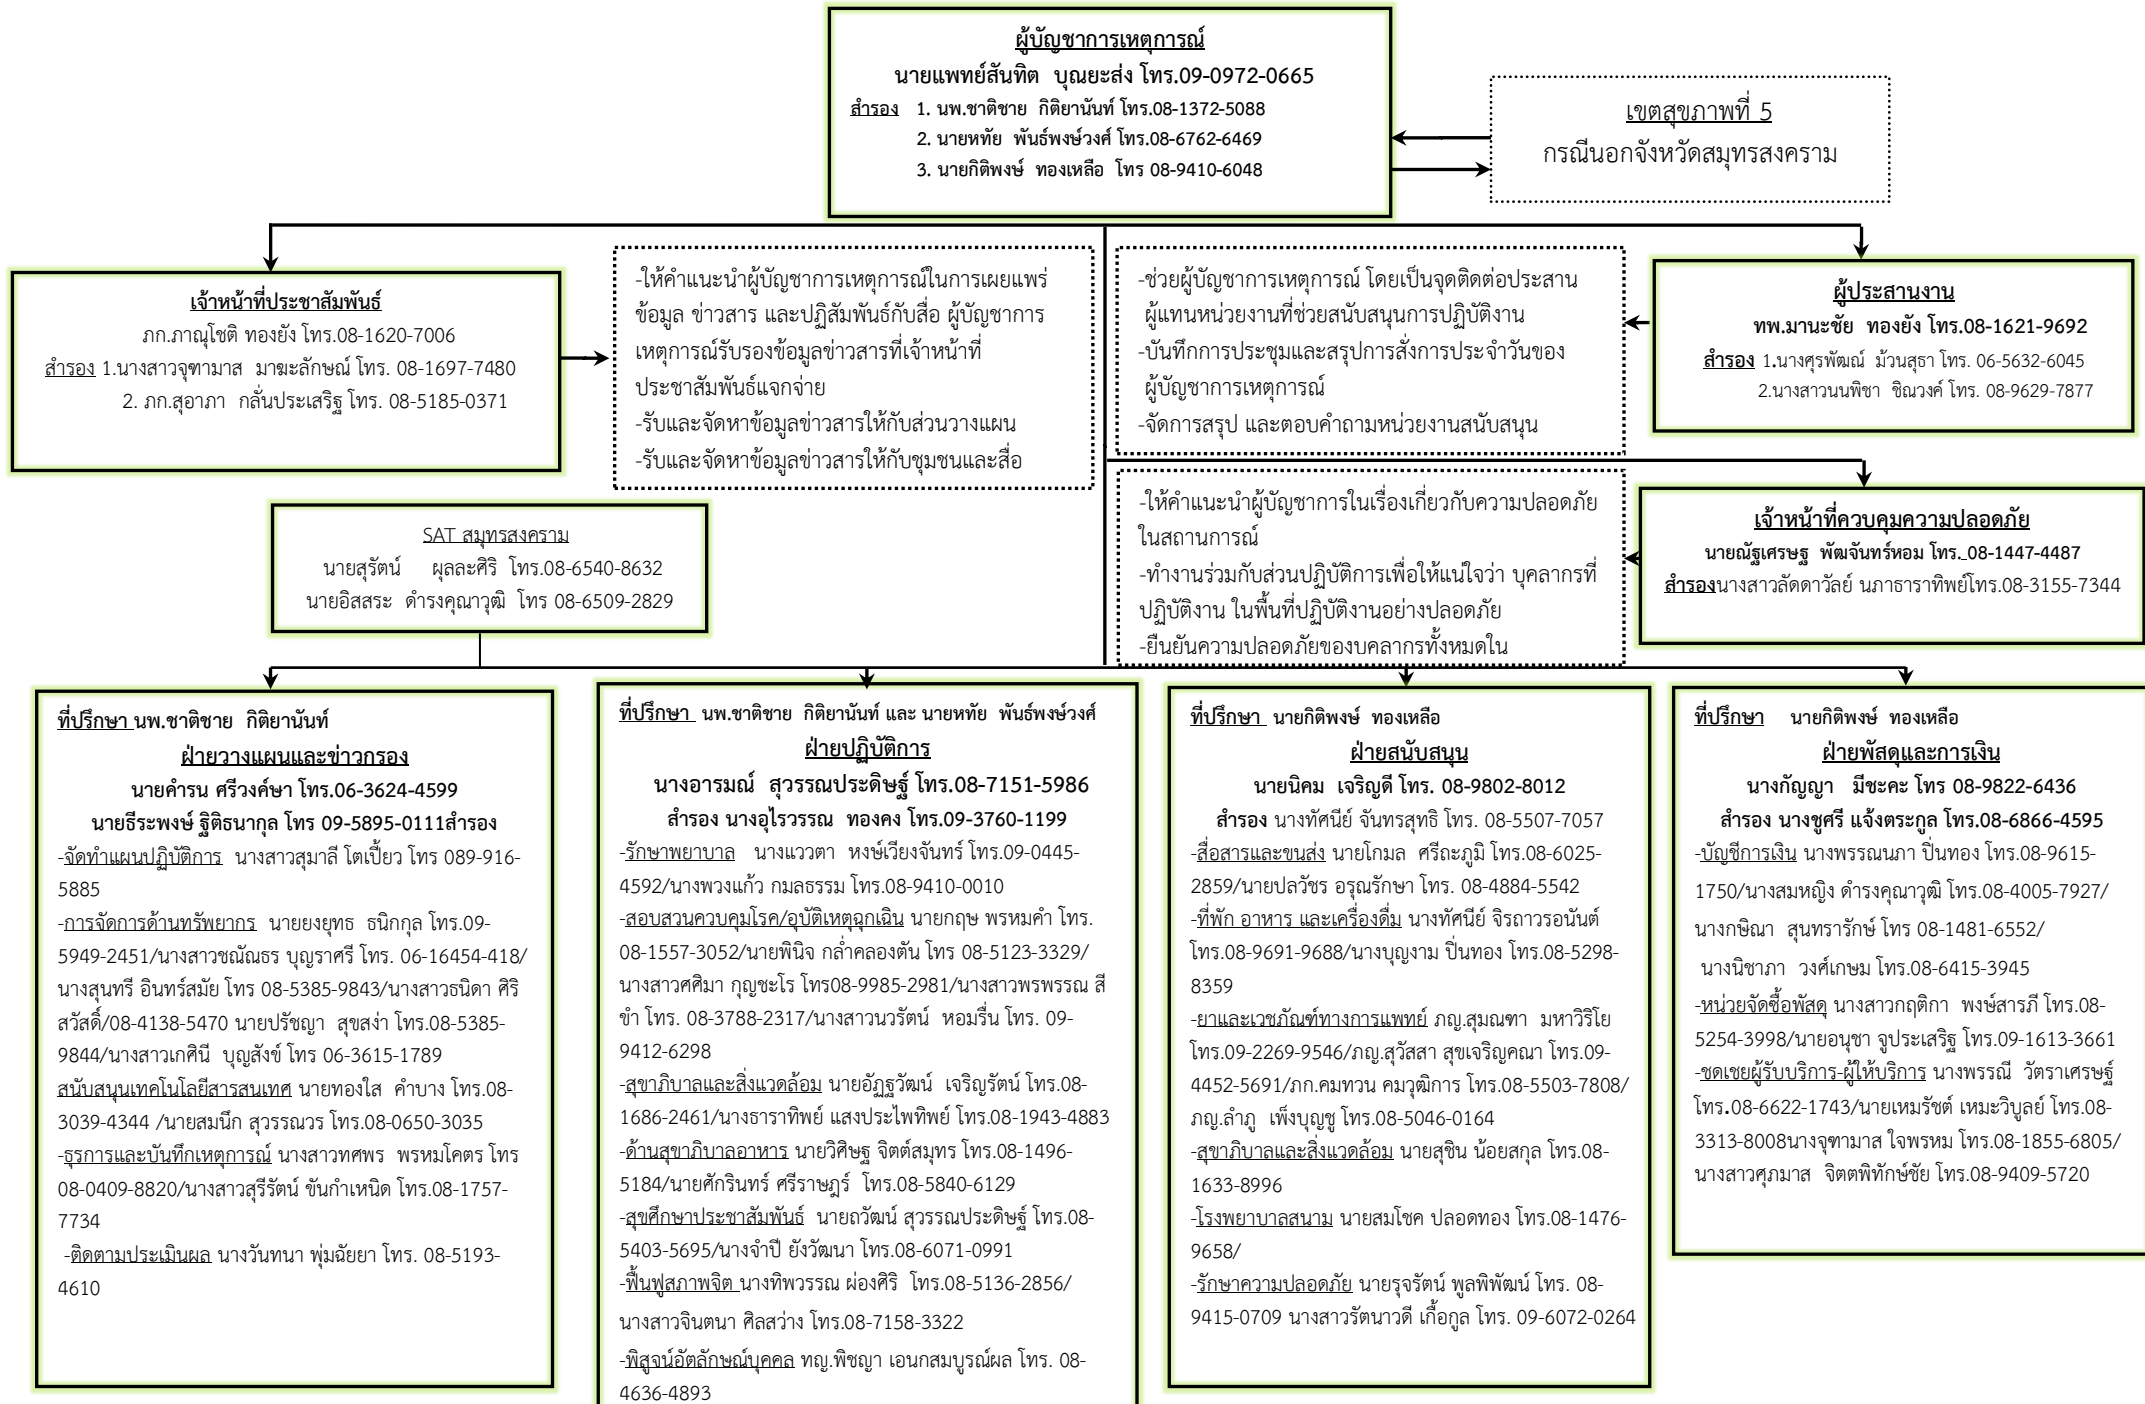 ผู้บัญชาการเหตุการณ์
นายแพทย์สันทิต บุณยะส่ง โทร.09-0972-0665
สำรอง 1. นพ.ชาติชาย กิติยานันท์ โทร.08-1372-5088
2. นายหทัย พันธ์พงษ์วงศ์ โทร.08-6762-6469
3. นายกิติพงษ์ ทองเหลือ โทร 08-9410-6048
เขตสุขภาพที่ 5
กรณีนอกจังหวัดสมุทรสงคราม
เจ้าหน้าที่ประชาสัมพันธ์
ภก.ภาณุโชติ ทองยัง โทร.08-1620-7006
สำรอง 1.นางสาวจุฑามาส มาฆะลักษณ์ โทร. 08-1697-7480
2. ภก.สุอาภา กลั่นประเสริฐ โทร. 08-5185-0371
-ให้คำแนะนำผู้บัญชาการเหตุการณ์ในการเผยแพร่
ข้อมูล ข่าวสาร และปฏิสัมพันธ์กับสื่อ ผู้บัญชาการ
เหตุการณ์รับรองข้อมูลข่าวสารที่เจ้าหน้าที่
ประชาสัมพันธ์แจกจ่าย
-รับและจัดหาข้อมูลข่าวสารให้กับส่วนวางแผน
-รับและจัดหาข้อมูลข่าวสารให้กับชุมชนและสื่อ
-ช่วยผู้บัญชาการเหตุการณ์ โดยเป็นจุดติดต่อประสาน
ผู้แทนหน่วยงานที่ช่วยสนับสนุนการปฏิบัติงาน
-บันทึกการประชุมและสรุปการสั่งการประจำวันของ
ผู้บัญชาการเหตุการณ์
-จัดการสรุป และตอบคำถามหน่วยงานสนับสนุน
ผู้ประสานงาน
ทพ.มานะชัย ทองยัง โทร.08-1621-9692
สำรอง 1.นางศุรพัฒณ์ ม้วนสุธา โทร. 06-5632-6045
2.นางสาวนนพิชา ชิณวงค์ โทร. 08-9629-7877
SAT สมุทรสงคราม
นายสุรัตน์ ผุลละศิริ โทร.08-6540-8632
นายอิสสระ ดำรงคุณาวุฒิ โทร 08-6509-2829
-ให้คำแนะนำผู้บัญชาการในเรื่องเกี่ยวกับความปลอดภัย
ในสถานการณ์
-ทำงานร่วมกับส่วนปฏิบัติการเพื่อให้แน่ใจว่า บุคลากรที่
ปฏิบัติงาน ในพื้นที่ปฏิบัติงานอย่างปลอดภัย
-ยืนยันความปลอดภัยของบคลากรทั้งหมดใน
เจ้าหน้าที่ควบคุมความปลอดภัย
นายณัฐเศรษฐ พัฒจันทร์หอม โทร. 08-1447-4487
สำรองนางสาวลัดดาวัลย์ นภาธาราทิพย์โทร.08-3155-7344
ที่ปรึกษา นพ.ชาติชาย กิติยานันท์
ฝ่ายวางแผนและข่าวกรอง
นายคำรน ศรีวงค์ษา โทร.06-3624-4599
นายธีระพงษ์ ฐิติธนากุล โทร 09-5895-0111สำรอง
-จัดทำแผนปฏิบัติการ นางสาวสุมาลี โตเปี้ยว โทร 089-916-
5885
-การจัดการด้านทรัพยากร นายยงยุทธ ธนิกกุล โทร.09-
5949-2451/นางสาวชณัณธร บุญราศรี โทร. 06-16454-418/
นางสุนทรี อินทร์สมัย โทร 08-5385-9843/นางสาวธนิดา ศิริ
สวัสดิ์/08-4138-5470 นายปรัชญา สุขสง่า โทร.08-5385-
9844/นางสาวเกศินี บุญสังข์ โทร 06-3615-1789
สนับสนุนเทคโนโลยีสารสนเทศ นายทองใส คำบาง โทร.08-
3039-4344 /นายสมนึก สุวรรณวร โทร.08-0650-3035
-ธุรการและบันทึกเหตุการณ์ นางสาวทศพร พรหมโคตร โทร
08-0409-8820/นางสาวสุรีรัตน์ ขันกำเหนิด โทร.08-1757-
7734
-ติดตามประเมินผล นางวันทนา พุ่มฉัยยา โทร. 08-5193-
4610
ที่ปรึกษา นพ.ชาติชาย กิติยานันท์ และ นายหทัย พันธ์พงษ์วงศ์
ฝ่ายปฏิบัติการ
นางอารมณ์ สุวรรณประดิษฐ์ โทร.08-7151-5986
สำรอง นางอุไรวรรณ ทองคง โทร.09-3760-1199
-รักษาพยาบาล นางแววตา หงษ์เวียงจันทร์ โทร.09-0445-
4592/นางพวงแก้ว กมลธรรม โทร.08-9410-0010
-สอบสวนควบคุมโรค/อุบัติเหตุฉุกเฉิน นายกฤษ พรหมคำ โทร.
08-1557-3052/นายพินิจ กล่ำคลองตัน โทร 08-5123-3329/
นางสาวศศิมา กุญชะโร โทร08-9985-2981/นางสาวพรพรรณ สี
ขำ โทร. 08-3788-2317/นางสาวนวรัตน์ หอมรื่น โทร. 09-
9412-6298
-สุขาภิบาลและสิ่งแวดล้อม นายอัฏฐวัฒน์ เจริญรัตน์ โทร.08-
1686-2461/นางธาราทิพย์ แสงประไพทิพย์ โทร.08-1943-4883
-ด้านสุขาภิบาลอาหาร นายวิศิษฐ จิตต์สมุทร โทร.08-1496-
5184/นายศักรินทร์ ศรีราษฎร์ โทร.08-5840-6129
-สุขศึกษาประชาสัมพันธ์ นายถวัฒน์ สุวรรณประดิษฐ์ โทร.08-
5403-5695/นางจำปี ยังวัฒนา โทร.08-6071-0991
-ฟื้นฟูสภาพจิต นางทิพวรรณ ผ่องศิริ โทร.08-5136-2856/
นางสาวจินตนา ศิลสว่าง โทร.08-7158-3322
-พิสูจน์อัตลักษณ์บุคคล ทญ.พิชญา เอนกสมบูรณ์ผล โทร. 08-
4636-4893
ที่ปรึกษา นายกิติพงษ์ ทองเหลือ
ฝ่ายสนับสนุน
นายนิคม เจริญดี โทร. 08-9802-8012
สำรอง นางทัศนีย์ จันทรสุทธิ โทร. 08-5507-7057
-สื่อสารและขนส่ง นายโกมล ศรีถะภูมิ โทร.08-6025-
2859/นายปลวัชร อรุณรักษา โทร. 08-4884-5542
-ที่พัก อาหาร และเครื่องดื่ม นางทัศนีย์ จิรถาวรอนันต์
โทร.08-9691-9688/นางบุญงาม ปิ่นทอง โทร.08-5298-
8359
-ยาและเวชภัณฑ์ทางการแพทย์ ภญ.สุมณฑา มหาวิริโย
โทร.09-2269-9546/ภญ.สุวัสสา สุขเจริญคณา โทร.09-
4452-5691/ภก.คมทวน คมวุฒิการ โทร.08-5503-7808/
ภญ.ลำภู เพ็งบุญชู โทร.08-5046-0164
-สุขาภิบาลและสิ่งแวดล้อม นายสุชิน น้อยสกุล โทร.08-
1633-8996
-โรงพยาบาลสนาม นายสมโชค ปลอดทอง โทร.08-1476-
9658/
-รักษาความปลอดภัย นายรุจรัตน์ พูลพิพัฒน์ โทร. 08-
9415-0709 นางสาวรัตนาวดี เกื้อกูล โทร. 09-6072-0264
ที่ปรึกษา นายกิติพงษ์ ทองเหลือ
ฝ่ายพัสดุและการเงิน
นางกัญญา มีชะคะ โทร 08-9822-6436
สำรอง นางชูศรี แจ้งตระกูล โทร.08-6866-4595
-บัญชีการเงิน นางพรรณนภา ปิ่นทอง โทร.08-9615-
1750/นางสมหญิง ดำรงคุณาวุฒิ โทร.08-4005-7927/
นางกษิณา สุนทรารักษ์ โทร 08-1481-6552/
นางนิชาภา วงศ์เกษม โทร.08-6415-3945
-หน่วยจัดซื้อพัสดุ นางสาวกฤติกา พงษ์สารภี โทร.08-
5254-3998/นายอนุชา จูประเสริฐ โทร.09-1613-3661
-ชดเชยผู้รับบริการ-ผู้ให้บริการ นางพรรณี วัตราเศรษฐ์
โทร.08-6622-1743/นายเหมรัชต์ เหมะวิบูลย์ โทร.08-
3313-8008นางจุฑามาส ใจพรหม โทร.08-1855-6805/
นางสาวศุภมาส จิตตพิทักษ์ชัย โทร.08-9409-5720